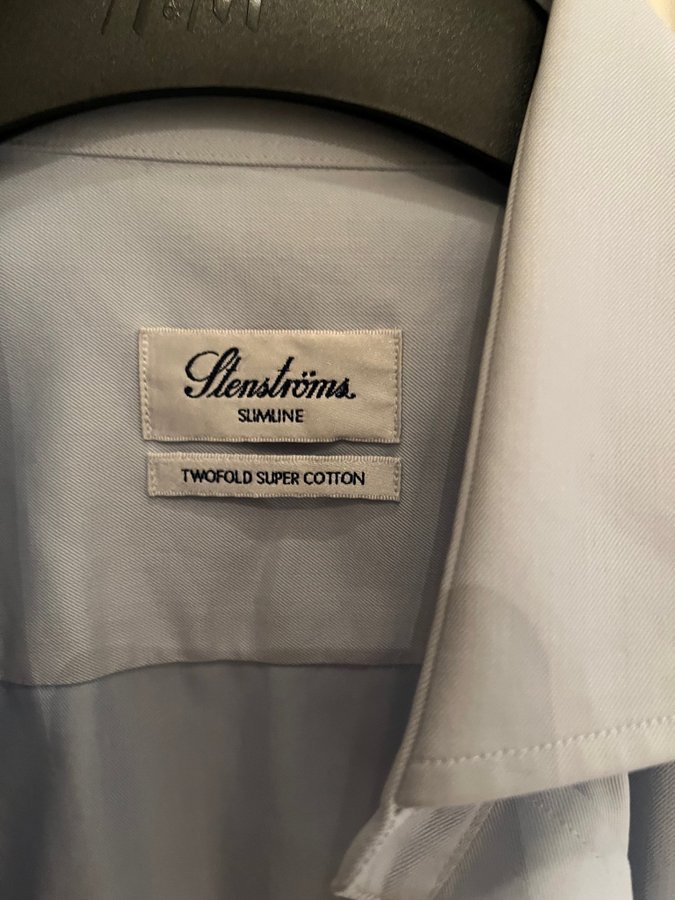 H&M
Stenströms
SLIMLINE
TWOFOLD SUPER COTTON